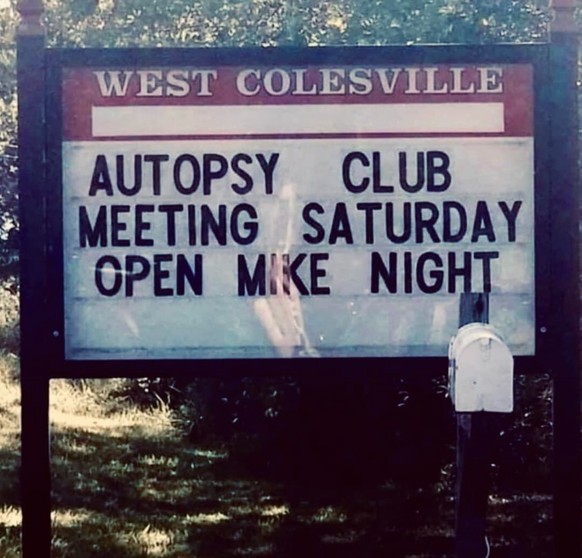 WEST COLESVILLE
AUTOPSY CLUB
MEETING SATURDAY
OPEN MIKE NIGHT